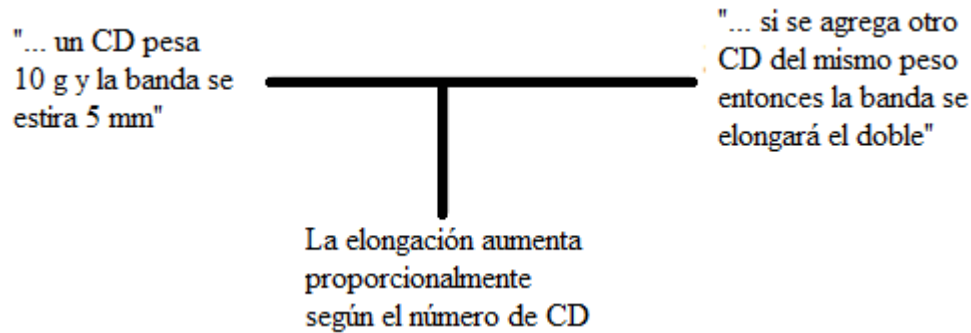 "... un CD pesa
10 g y la banda se
estira 5 mm"
"... si se agrega otro
CD del mismo peso
entonces la banda se
elongará el doble"
La elongación aumenta
proporcionalmente
según el número de CD